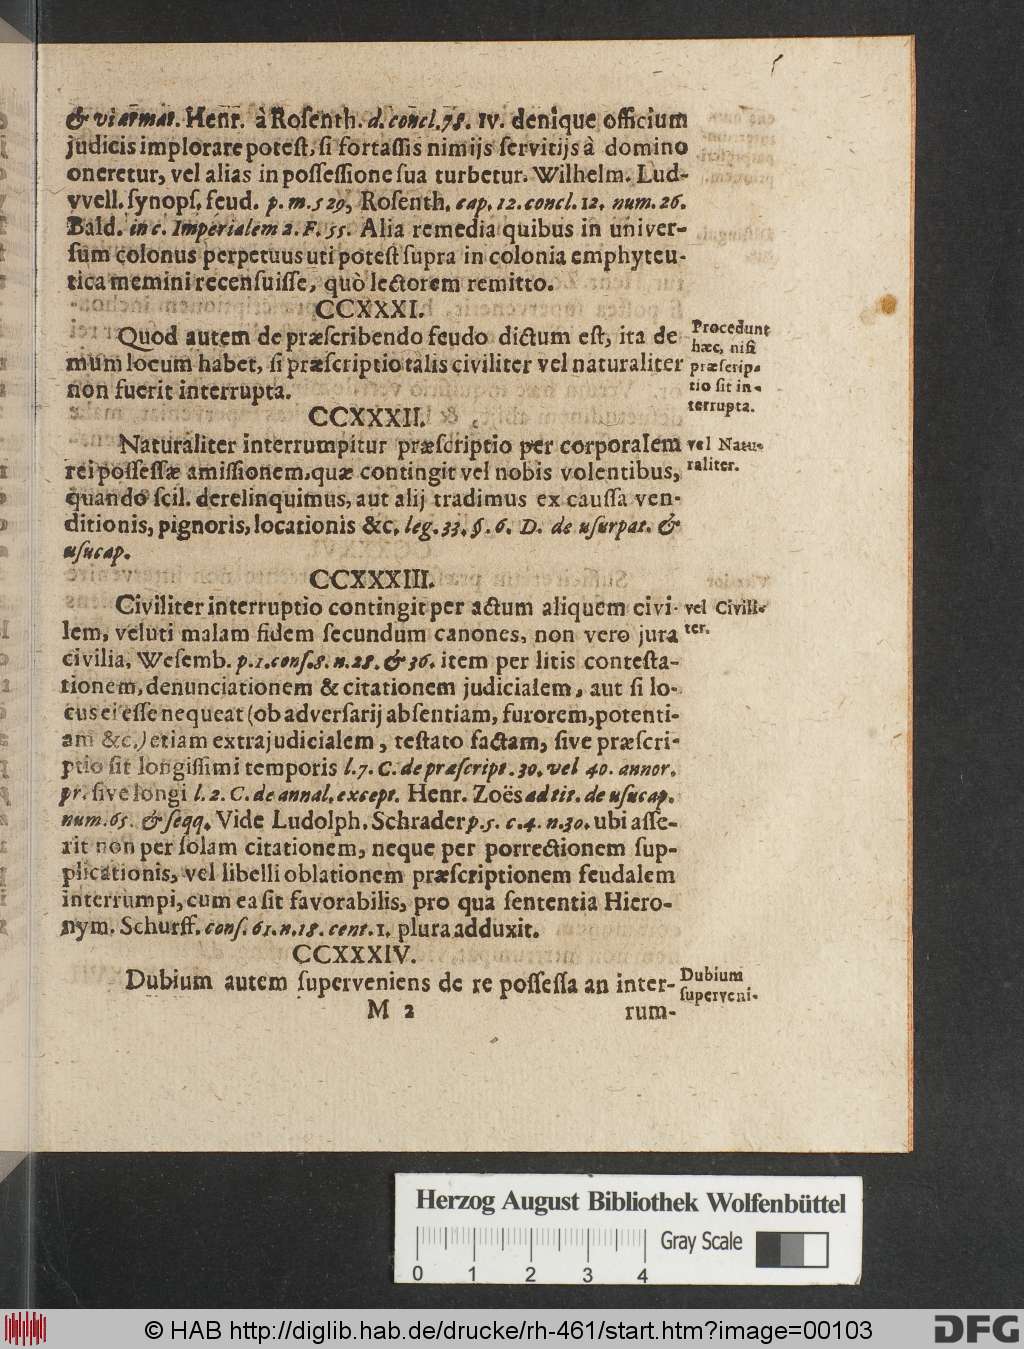 & vi armat. Henr. à Rosenth. d. concl. 78. IV. denique officium
judicis implorare potest, si fortassis nimijs servitijs à domino
oneretur, vel alias in possessione sua turbetur. Wilhelm. Lud-
vvell. synops. feud. p. m. 529, Rosenth. cap. 12. concl. 12. num. 26.
Bald. in c. Imperialem 2. F. 55. Alia remedia quibus in univer-
sum colonus perpetuus uti potest supra in colonia emphyteu-
tica memini recensuisse, quò lectorem remitto.
CCXXXI.
Quod autem de præscribendo feudo dictum est, ita de
mum locum habet, si præscriptio talis civiliter vel naturaliter
non fuerit interrupta.
Procedunt
hæc, nisi
præscrip-
tio sit in-
terrupta.
CCXXXII.
Naturaliter interrumpitur præscriptio per corporalem
rei possessæ amissionem, quæ contingit vel nobis volentibus,
quando scil. derelinquimus, aut alij tradimus ex caussa ven-
ditionis, pignoris, locationis &c. leg. 33. §. 6. D. de usurpat. &
usucap.
vel Natu-
raliter.
CCXXXIII.
Civiliter interruptio contingit per actum aliquem civi-
lem, veluti malam fidem secundum canones, non vero jura
civilia, Wesemb. p. 1. cons. 8. n. 28. & 36. item per litis contesta-
tionem, denunciationem & citationem judicialem, aut si lo-
cus ei esse nequeat (ob adversarij absentiam, furorem, potenti-
am &c.) etiam extrajudicialem, testato factam, sive præscri-
ptio sit longissimi temporis l. 7. C. de præscript. 30. vel 40. annor.
pr. sive longi l. 2. C. de annal. except. Henr. Zoës ad tit. de usucap.
num. 65. & seqq. Vide Ludolph. Schrader p. 5. c. 4. n. 30. ubi asse-
rit non per solam citationem, neque per porrectionem sup-
plicationis, vel libelli oblationem præscriptionem feudalem
interrumpi, cum ea sit favorabilis, pro qua sententia Hiero-
nym. Schurff. cons. 61. n. 18. cent. 1. plura adduxit.
vel Civili-
ter.
CCXXXIV.
Dubium autem superveniens de re possessa an inter-
Dubium
superveni-
M 2 rum-
Herzog August Bibliothek Wolfenbüttel
Gray Scale
0 1 2 3 4
© HAB http://diglib.hab.de/drucke/rh-461/start.htm?image=00103
DFG